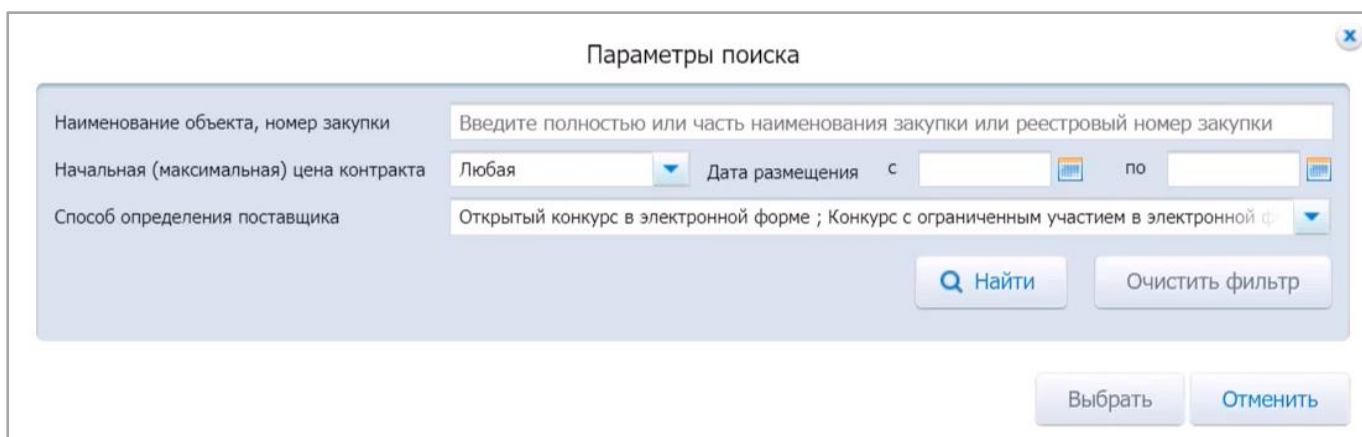 Параметры поиска
Наименование объекта, номер закупки Введите полностью или часть наименования закупки или реестровый номер закупки
Начальная (максимальная) цена контракта Любая Дата размещения с по
Способ определения поставщика Открытый конкурс в электронной форме ; Конкурс с ограниченным участием в электронной ф
Найти Очистить фильтр
Выбрать Отменить